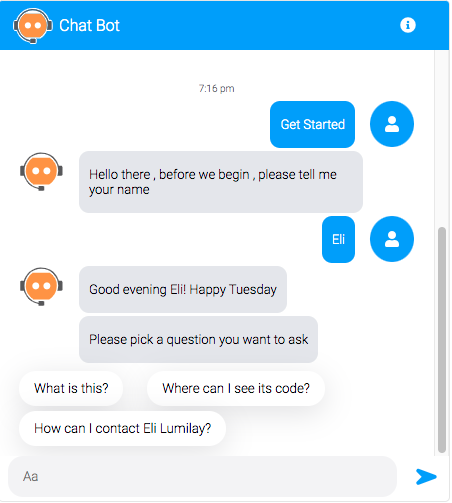 Chat Bot
7:16 pm
Get Started
Hello there , before we begin , please tell me
your name
Eli
Good evening Eli! Happy Tuesday
Please pick a question you want to ask
What is this?
Where can I see its code?
How can I contact Eli Lumilay?
Aa